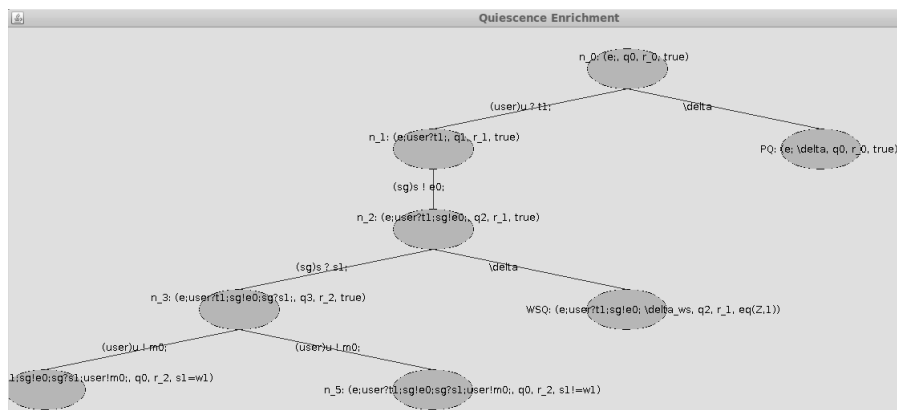 Quiescence Enrichment
n_0: (e;, q0, r_0, true)
(user)u ? t1;
\delta
n_1: (e;user?t1;, q1, r_1, true)
PQ: (e; \delta, q0, r_0, true)
(sg)s ! e0;
n_2: (e;user?t1;sg!e0;, q2, r_1, true)
(sg)s ? s1;
\delta
n_3: (e;user?t1;sg!e0;sg?s1;, q3, r_2, true)
WSQ: (e;user?t1;sg!e0; \delta_ws, q2, r_1, eq(Z,1))
(user)u ! m0;
(user)u ! m0;
1;sg!e0;sg?s1;user!m0;, q0, r_2, s1=w1)
n_5: (e;user?t1;sg!e0;sg?s1;user!m0;, q0, r_2, s1!=w1)